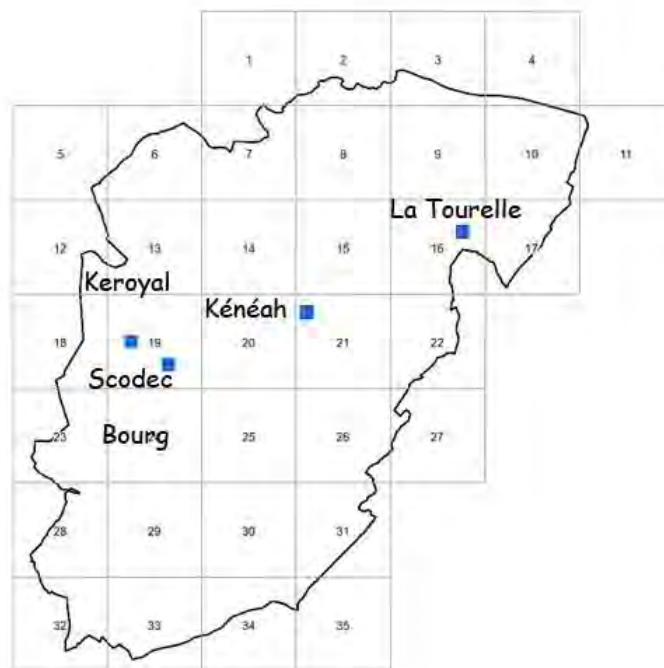 1 2 3 4
5 6 7 8 9 10 11
La Tourelle
12 13 14 15 16 17
Keroyal
Kénéah
18 19 20 21 22
Scodec
Bourg
23 25 26 27
28 29 30 31
32 33 34 35